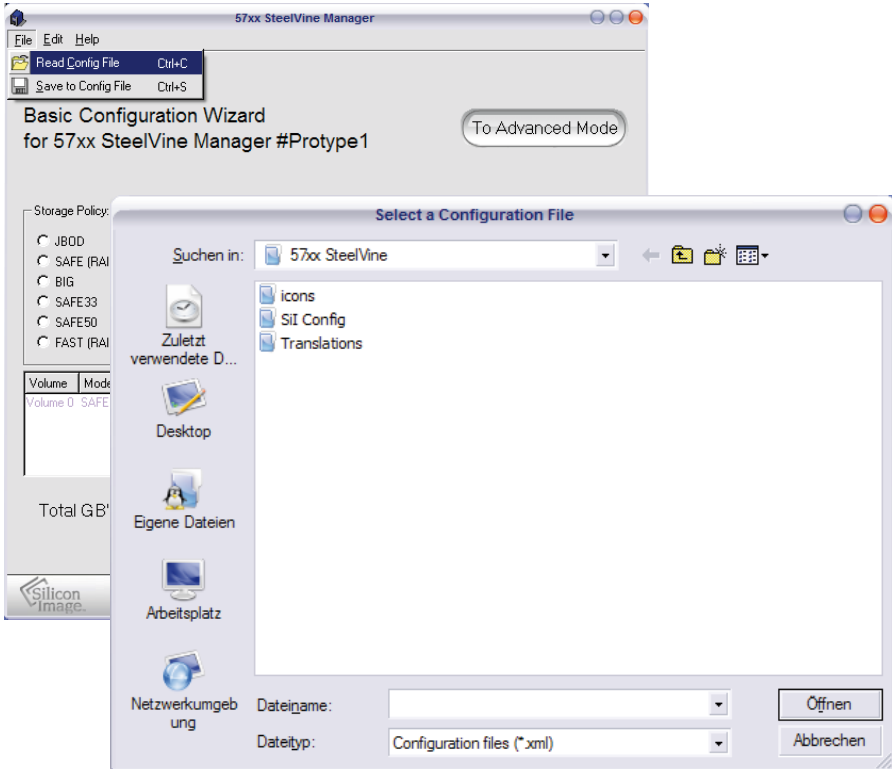 57xx SteelVine Manager
File Edit Help
Read Config File Ctrl+C
Save to Config File Ctrl+S
Basic Configuration Wizard
for 57xx SteelVine Manager #Protype1
To Advanced Mode
Storage Policy:
JBOD
SAFE (RAI
BIG
SAFE33
SAFE50
FAST (RAI
Volume Mode
Volume 0 SAFE
Total GB'
Silicon
Image.
Select a Configuration File
Suchen in: 57xx SteelVine
Zuletzt
verwendete D...
Desktop
Eigene Dateien
Arbeitsplatz
Netzwerkumgeb
ung
icons
SiI Config
Translations
Dateiname:
Öffnen
Dateityp: Configuration files (*.xml)
Abbrechen